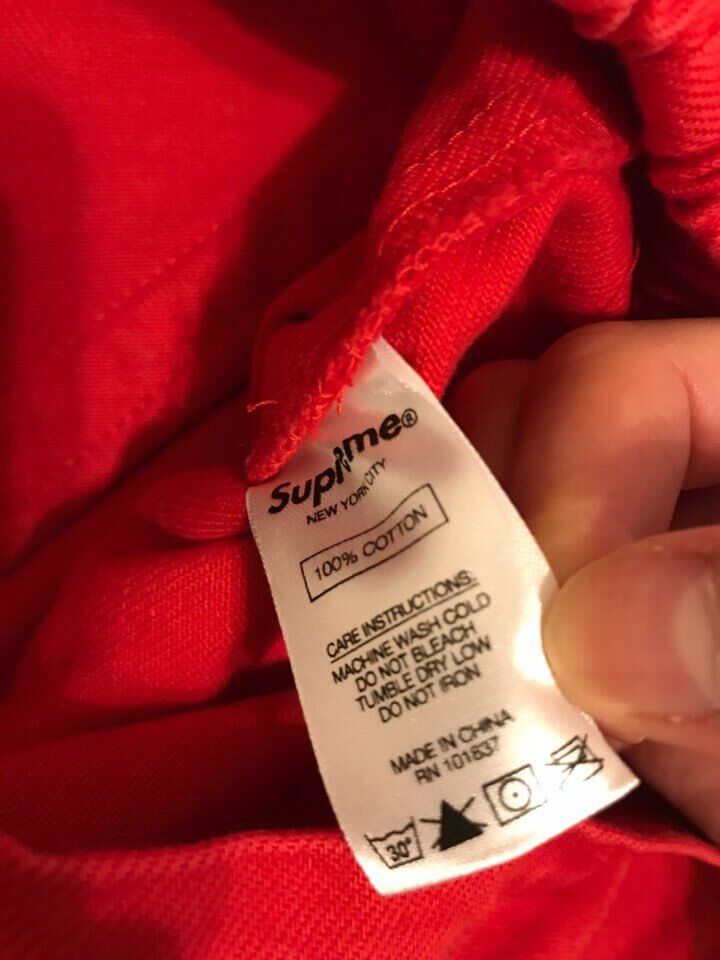 Supreme®
NEW YORK CITY
100% COTTON
CARE INSTRUCTIONS:
MACHINE WASH COLD
DO NOT BLEACH
TUMBLE DRY LOW
DO NOT IRON
MADE IN CHINA
RN 101837
30°